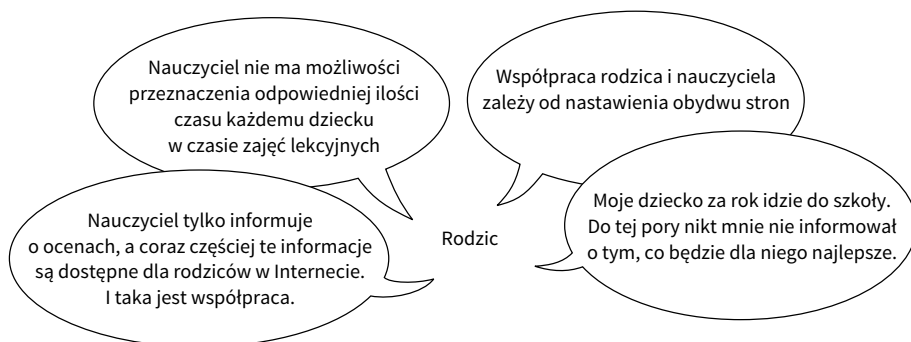 Nauczyciel nie ma możliwości
przeznaczenia odpowiedniej ilości
czasu każdemu dziecku
w czasie zajęć lekcyjnych
Współpraca rodzica i nauczyciela
zależy od nastawienia obydwu stron
Nauczyciel tylko informuje
o ocenach, a coraz częściej te informacje
są dostępne dla rodziców w Internecie.
I taka jest współpraca.
Rodzic
Moje dziecko za rok idzie do szkoły.
Do tej pory nikt mnie nie informował
o tym, co będzie dla niego najlepsze.